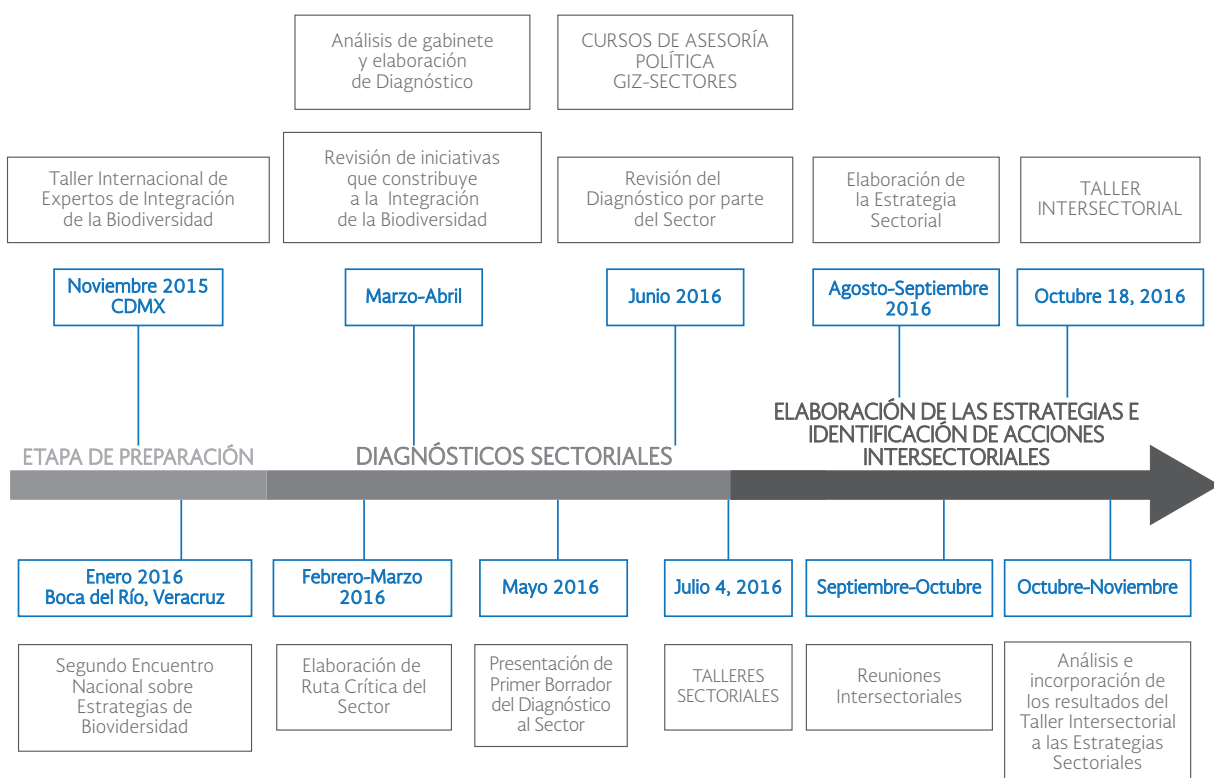 Análisis de gabinete
y elaboración
de Diagnóstico
CURSOS DE ASESORÍA
POLÍTICA
GIZ-SECTORES
Taller Internacional de
Expertos de Integración
de la Biodiversidad
Revisión de iniciativas
que constribuye
a la Integración
de la Biodiversidad
Revisión del
Diagnóstico por parte
del Sector
Elaboración de
la Estrategia
Sectorial
TALLER
INTERSECTORIAL
Noviembre 2015
CDMX
Marzo-Abril
Junio 2016
Agosto-Septiembre
2016
Octubre 18, 2016
ETAPA DE PREPARACIÓN
DIAGNÓSTICOS SECTORIALES
ELABORACIÓN DE LAS ESTRATEGIAS E
IDENTIFICACIÓN DE ACCIONES
INTERSECTORIALES
Enero 2016
Boca del Río, Veracruz
Febrero-Marzo
2016
Mayo 2016
Julio 4, 2016
Septiembre-Octubre
Octubre-Noviembre
Segundo Encuentro
Nacional sobre
Estrategias de
Biovidersidad
Elaboración de
Ruta Crítica del
Sector
Presentación de
Primer Borrador
del Diagnóstico
al Sector
TALLERES
SECTORIALES
Reuniones
Intersectoriales
Análisis e
incorporación de
los resultados del
Taller Intersectorial
a las Estrategias
Sectoriales